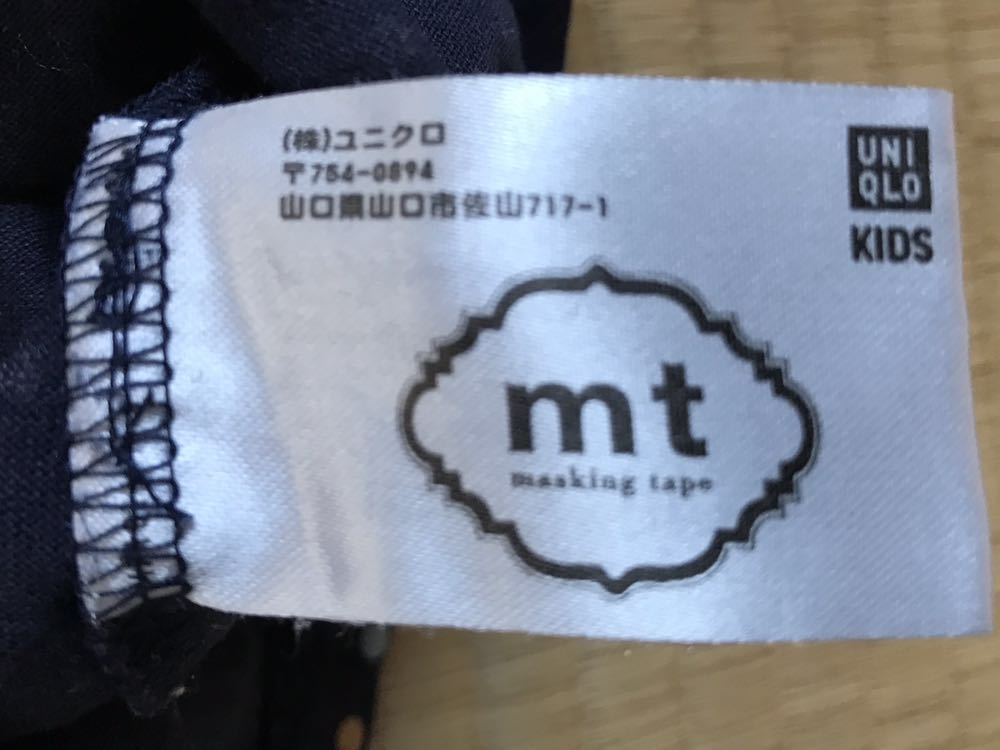 (株)ユニクロ
〒754-0894
山口県山口市佐山717-1
UNI
QLO
KIDS
mt
masking tape